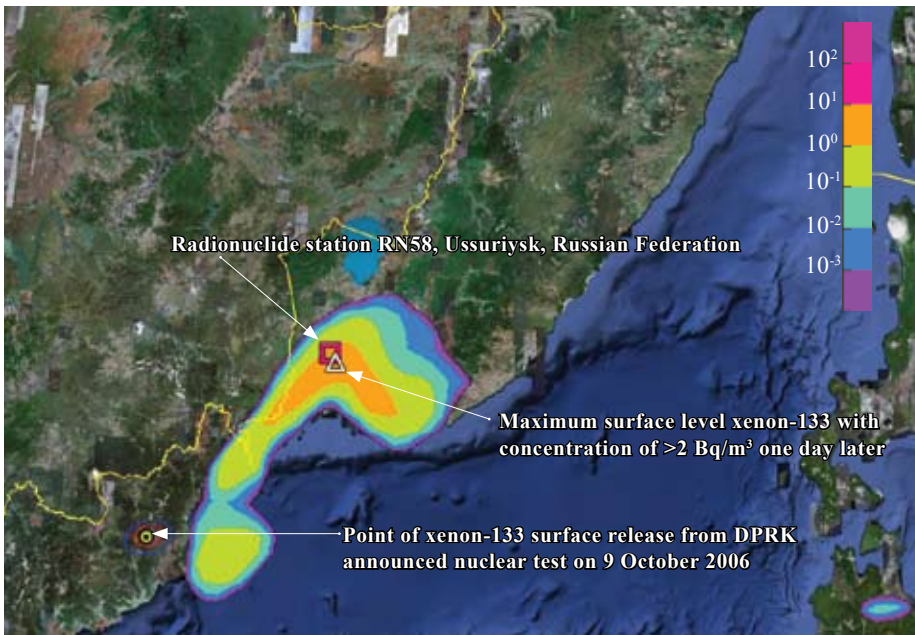 10²
10¹
10⁰
10⁻¹
10⁻²
10⁻³
Radionuclide station RN58, Ussuriysk, Russian Federation
Maximum surface level xenon-133 with
concentration of >2 Bq/m³ one day later
Point of xenon-133 surface release from DPRK
announced nuclear test on 9 October 2006